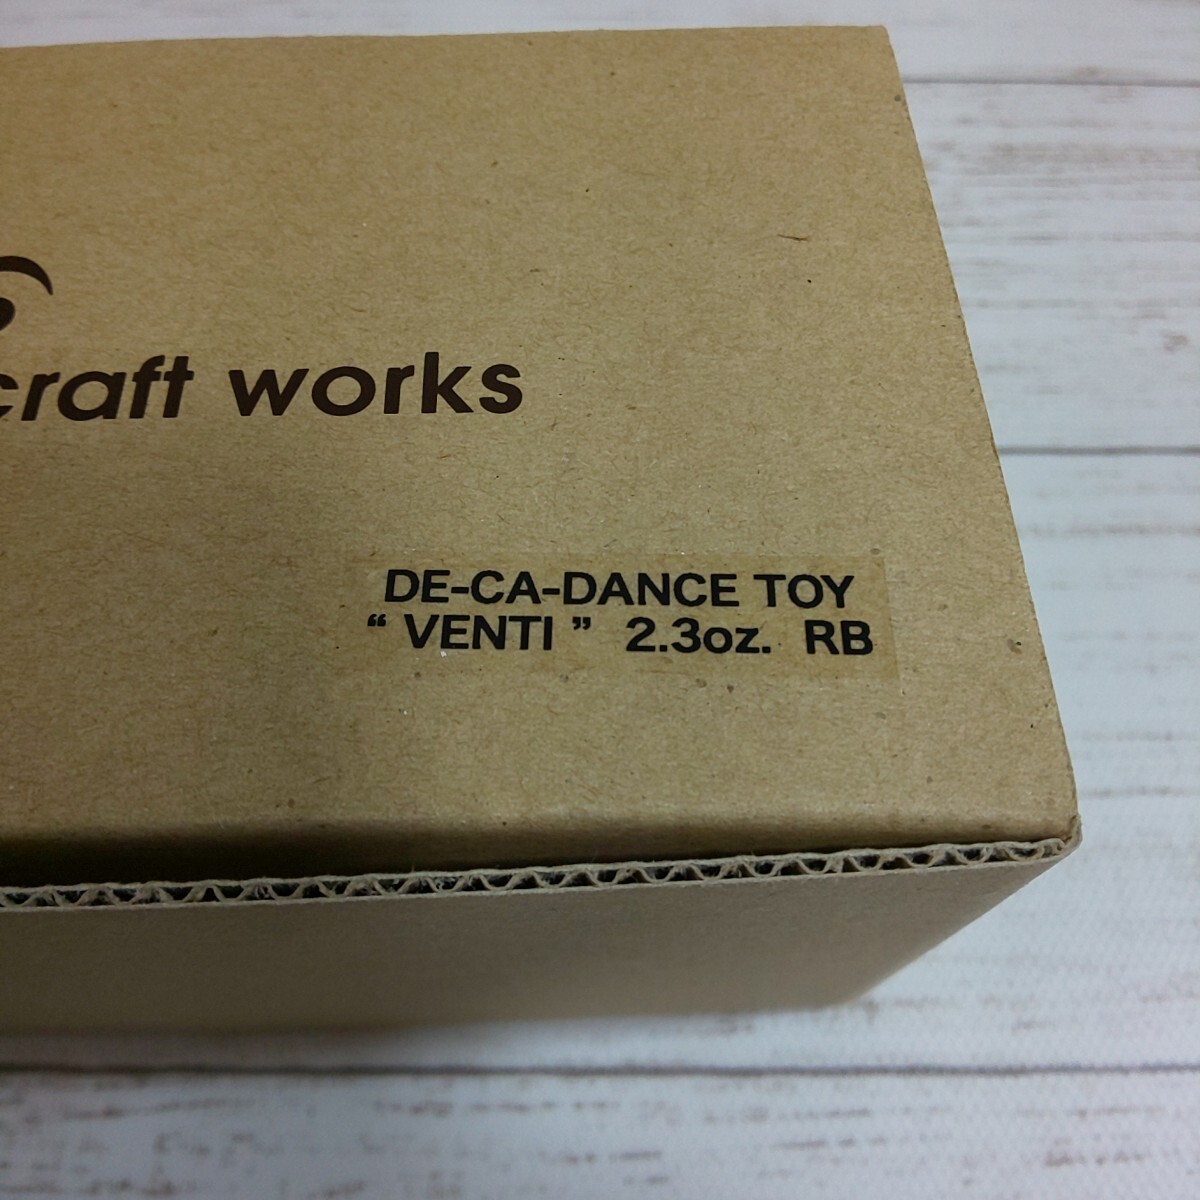 craft works
DE-CA-DANCE TOY
“ VENTI ” 2.3oz. RB